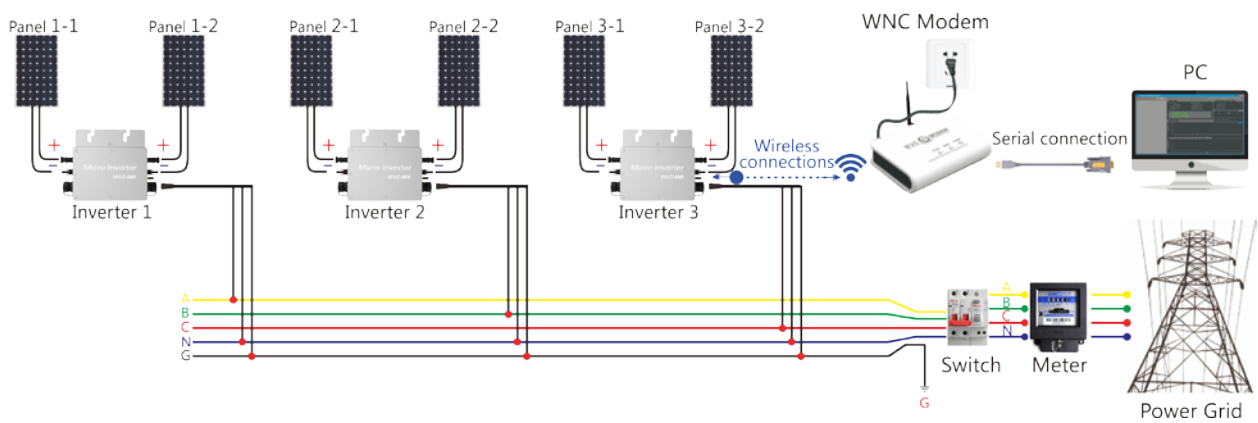 Panel 1-1
Panel 1-2
Panel 2-1
Panel 2-2
Panel 3-1
Panel 3-2
WNC Modem
PC
Serial connection
Wireless
connections
+
−
+
−
+
−
+
−
+
−
Micro Inverter
Micro Inverter
Micro Inverter
Inverter 1
Inverter 2
Inverter 3
A
B
C
N
G
A
B
C
N
G
Switch
Meter
Power Grid